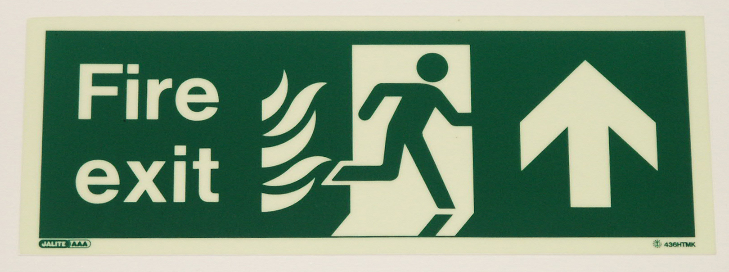 Fire
exit
JALITE AAA
436HTMK